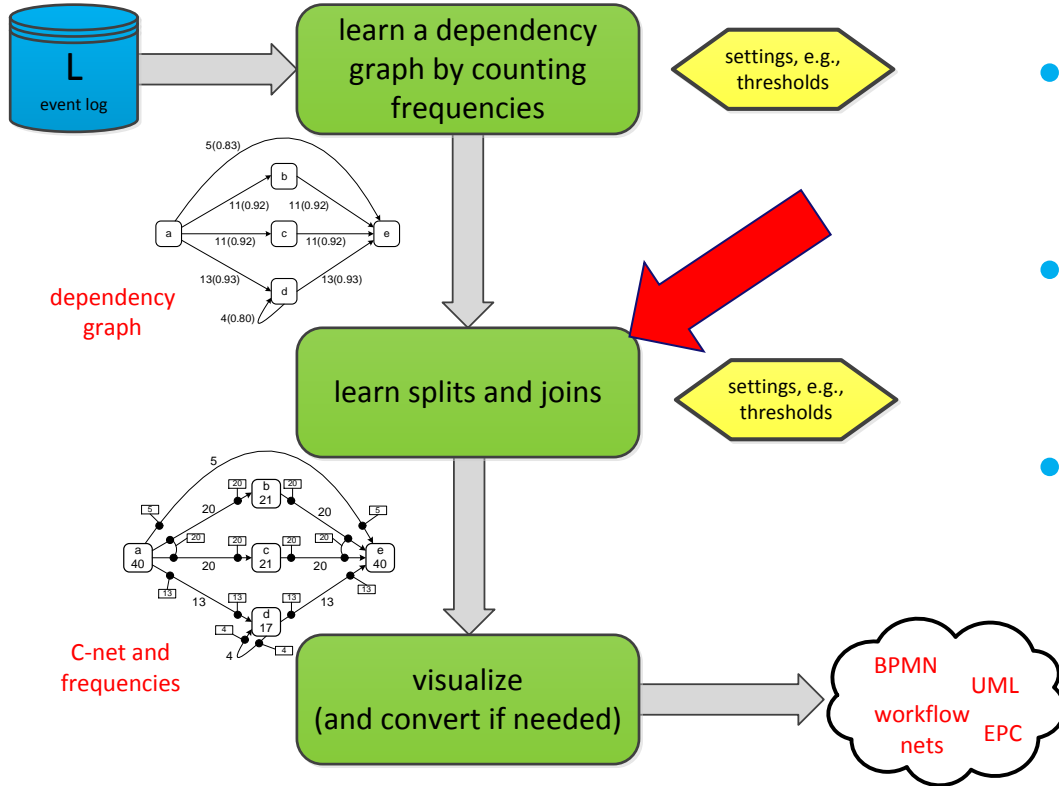 L
event log
learn a dependency
graph by counting
frequencies
settings, e.g.,
thresholds
5(0.83)
b
11(0.92)
11(0.92)
a
c
e
11(0.92)
11(0.92)
13(0.93)
13(0.93)
d
4(0.80)
dependency
graph
learn splits and joins
settings, e.g.,
thresholds
5
5
5
20
20
b
21
20
20
20
20
a
40
20
20
c
21
e
40
20
20
13
13
13
13
13
13
d
17
4
4
4
C-net and
frequencies
visualize
(and convert if needed)
BPMN
UML
workflow
nets
EPC